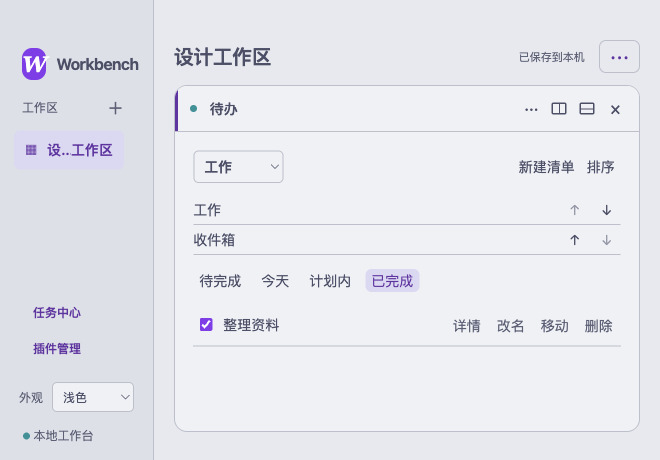 W Workbench
工作区 +
设...工作区
任务中心
插件管理
外观 浅色
本地工作台
设计工作区 已保存到本机 ...
待办 ...
工作 新建清单 排序
工作 ↑ ↓
收件箱 ↑ ↓
待完成 今天 计划内 已完成
整理资料 详情 改名 移动 删除